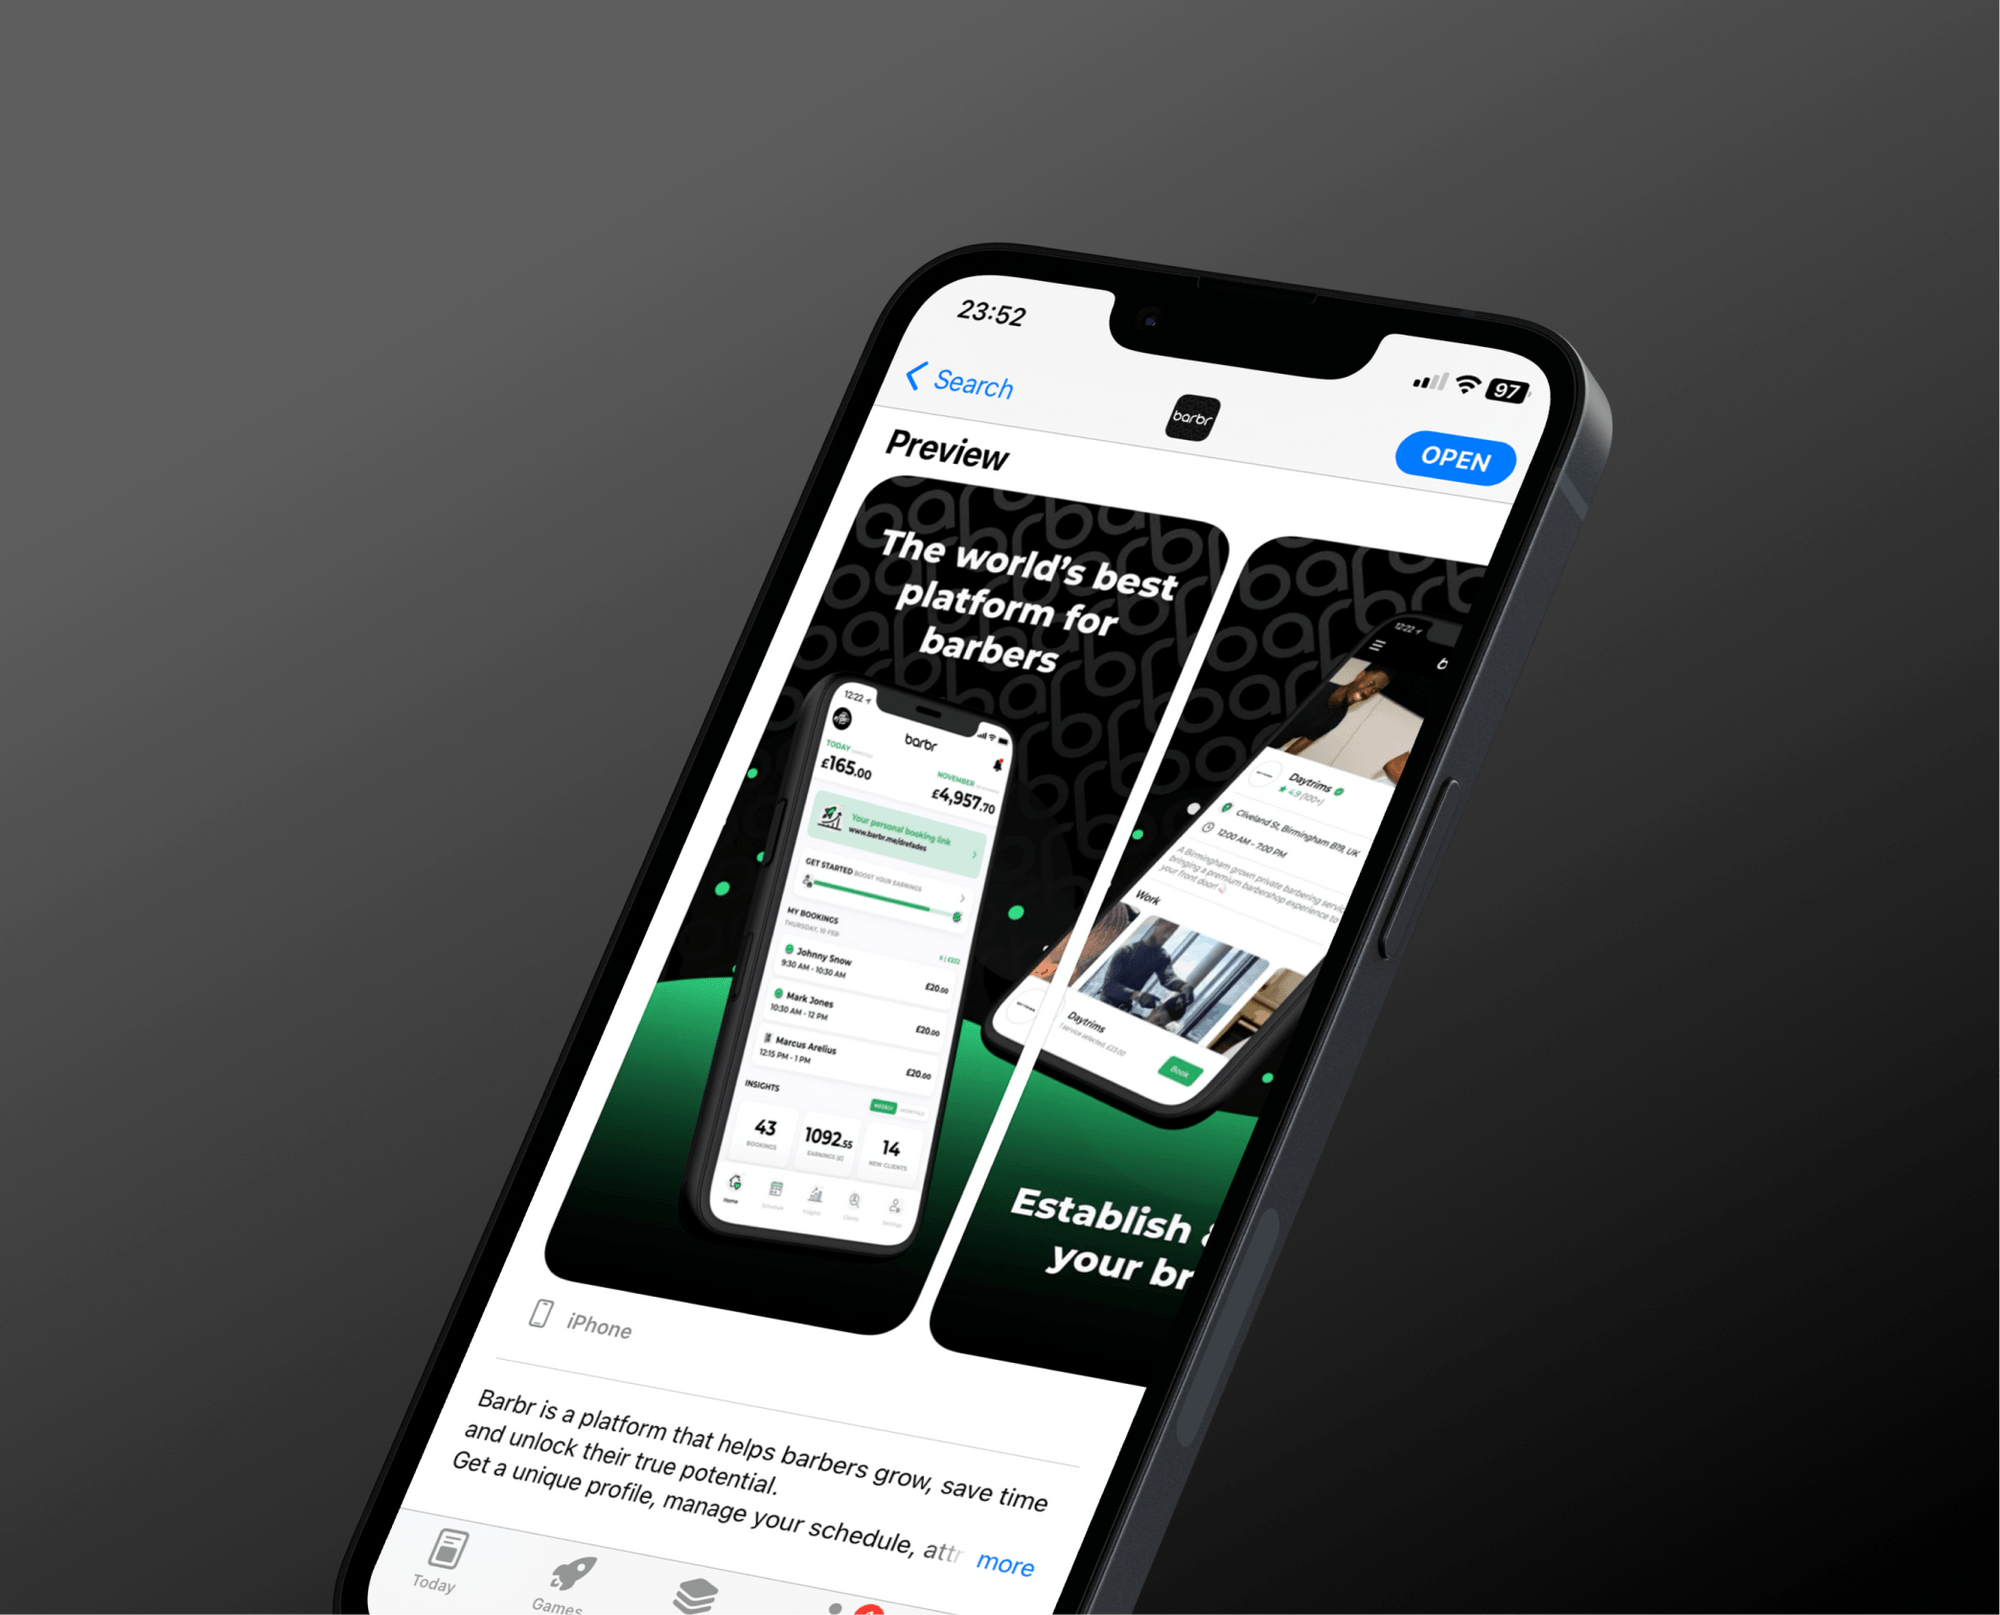 23:52
97
Search
barbr
OPEN
Preview
The world's best
platform for
barbers
12:22
barbr
TODAY
£165.00
NOVEMBER
£4,957.70
Your personal booking link
www.barbr.me/drefades
GET STARTED BOOST YOUR EARNINGS
MY BOOKINGS
THURSDAY, 10 FEB
6 | £232
Johnny Snow
9:30 AM - 10:30 AM
£20.00
Mark Jones
10:30 AM - 12 PM
£20.00
Marcus Arelius
12:15 PM - 1 PM
£20.00
INSIGHTS
WEEKLY
MONTHLY
43
BOOKINGS
1092.55
EARNINGS (£)
14
NEW CLIENTS
Home
Schedule
Insights
Clients
Settings
12:22
b
Daytrims
4.9 (100+)
Cliveland St, Birmingham B19, UK
12:00 AM - 7:00 PM
A Birmingham grown private barbering servic
bringing a premium barbershop experience to
your front door!
Work
Daytrims
1 service selected, £23.00
Book
Establish a
your br
iPhone
Barbr is a platform that helps barbers grow, save time
and unlock their true potential.
Get a unique profile, manage your schedule, attr more
Today
Games